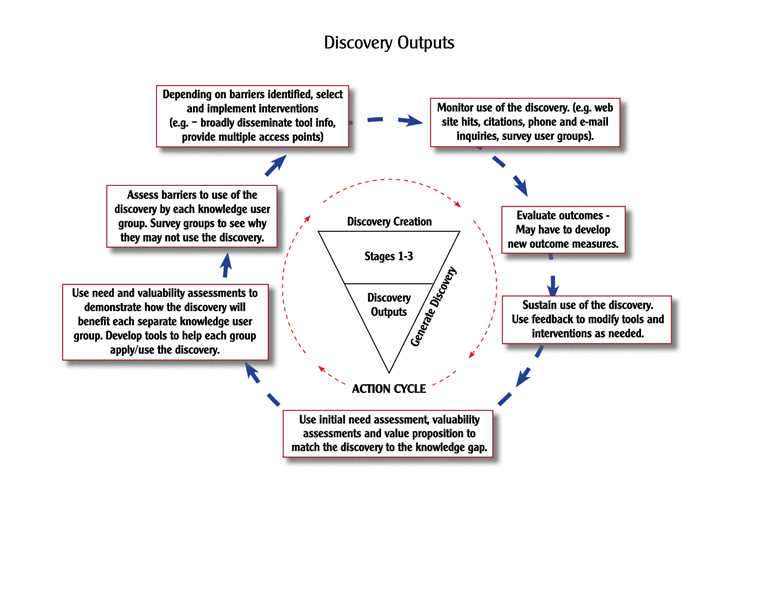 Discovery Outputs
Depending on barriers identified, select
and implement interventions
(e.g. – broadly disseminate tool info,
provide multiple access points)
Monitor use of the discovery. (e.g. web
site hits, citations, phone and e-mail
inquiries, survey user groups).
Assess barriers to use of the
discovery by each knowledge user
group. Survey groups to see why
they may not use the discovery.
Evaluate outcomes -
May have to develop
new outcome measures.
Discovery Creation
Stages 1-3
Discovery
Outputs
Generate Discovery
ACTION CYCLE
Use need and valuability assessments to
demonstrate how the discovery will
benefit each separate knowledge user
group. Develop tools to help each group
apply/use the discovery.
Sustain use of the discovery.
Use feedback to modify tools and
interventions as needed.
Use initial need assessment, valuability
assessments and value proposition to
match the discovery to the knowledge gap.